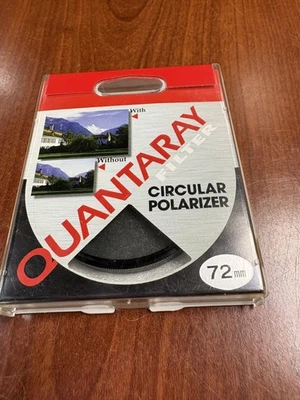 With
Without
QUANTARAY
FILTER
CIRCULAR
POLARIZER
72mm